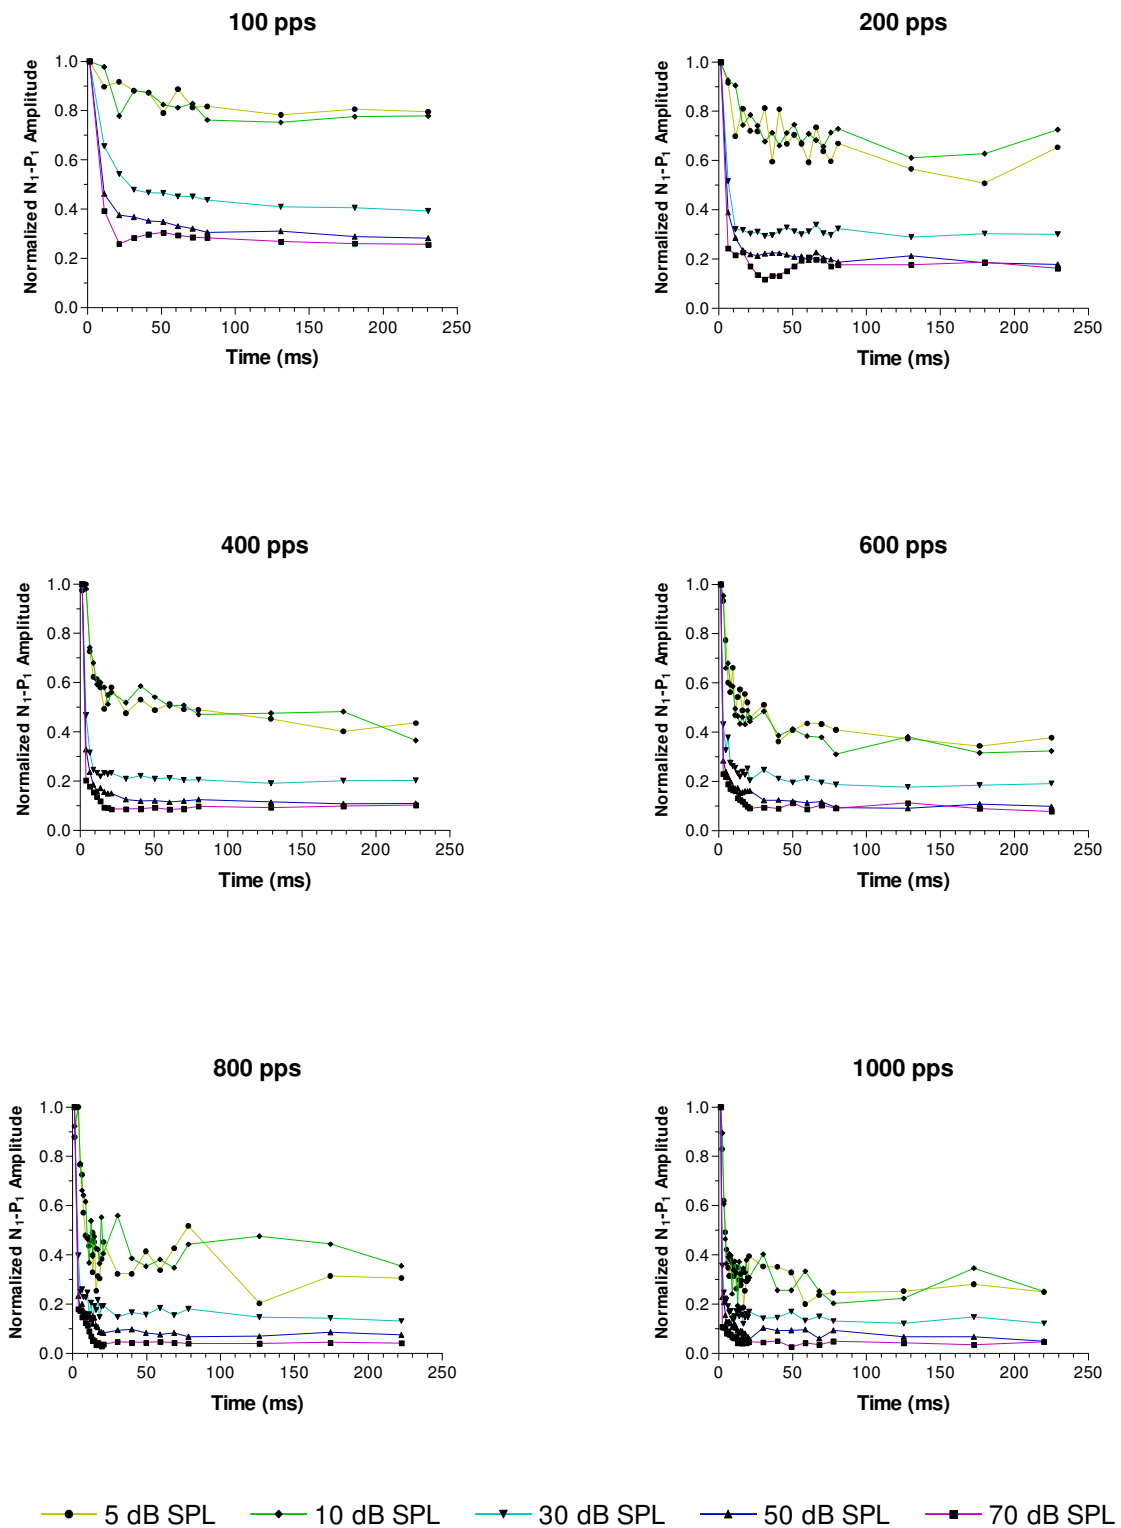 100 pps
200 pps
Normalized N1-P1 Amplitude
1.0
0.8
0.6
0.4
0.2
0.0
0 50 100 150 200 250
Time (ms)
Normalized N1-P1 Amplitude
1.0
0.8
0.6
0.4
0.2
0.0
0 50 100 150 200 250
Time (ms)
400 pps
600 pps
Normalized N1-P1 Amplitude
1.0
0.8
0.6
0.4
0.2
0.0
0 50 100 150 200 250
Time (ms)
Normalized N1-P1 Amplitude
1.0
0.8
0.6
0.4
0.2
0.0
0 50 100 150 200 250
Time (ms)
800 pps
1000 pps
Normalized N1-P1 Amplitude
1.0
0.8
0.6
0.4
0.2
0.0
0 50 100 150 200 250
Time (ms)
Normalized N1-P1 Amplitude
1.0
0.8
0.6
0.4
0.2
0.0
0 50 100 150 200 250
Time (ms)
5 dB SPL 10 dB SPL 30 dB SPL 50 dB SPL 70 dB SPL